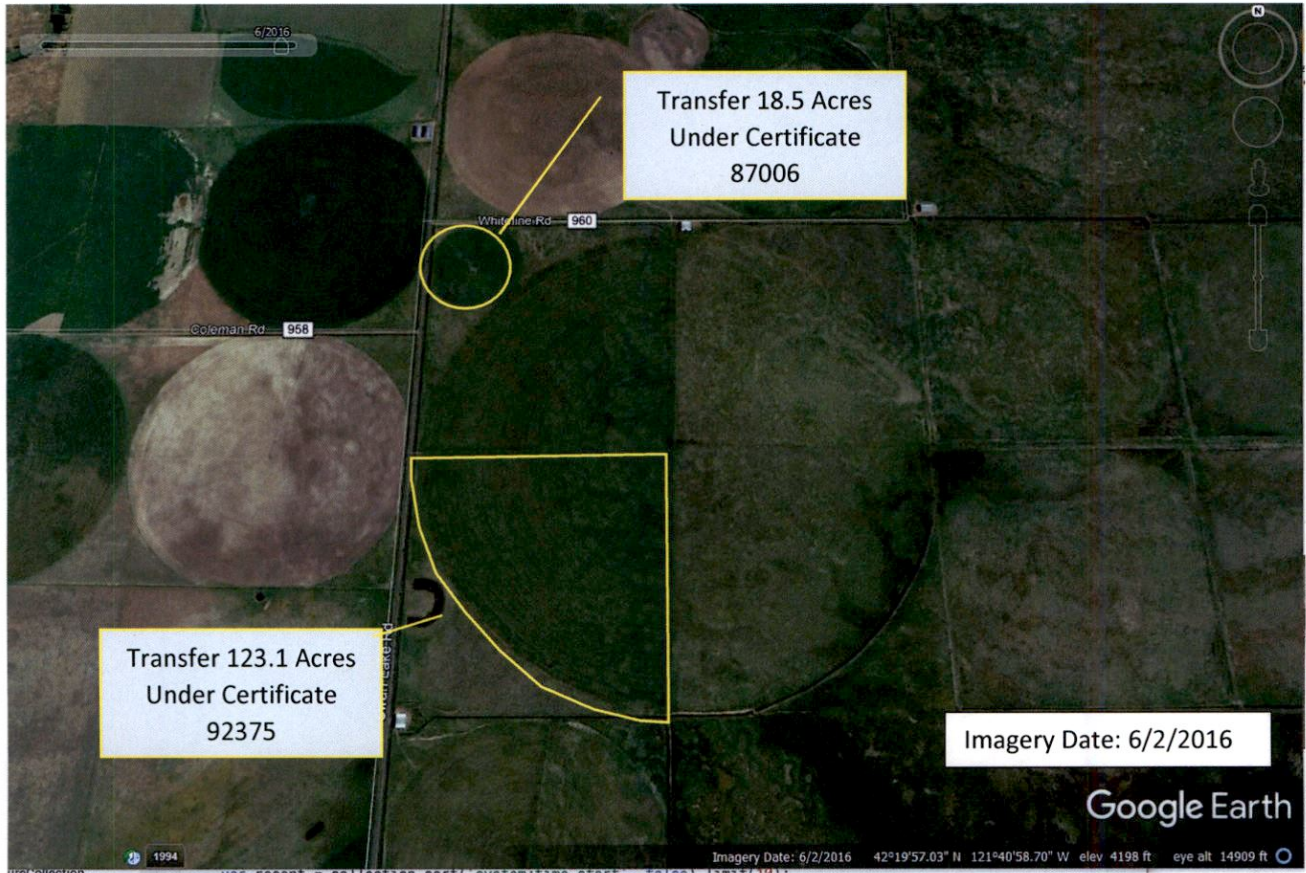 6/2016
N
Transfer 18.5 Acres
Under Certificate
87006
Whiteline Rd 960
Coleman Rd 958
Transfer 123.1 Acres
Under Certificate
92375
Lake Rd
Imagery Date: 6/2/2016
Google Earth
1994
Imagery Date: 6/2/2016 42°19'57.03" N 121°40'58.70" W elev 4198 ft eye alt 14909 ft